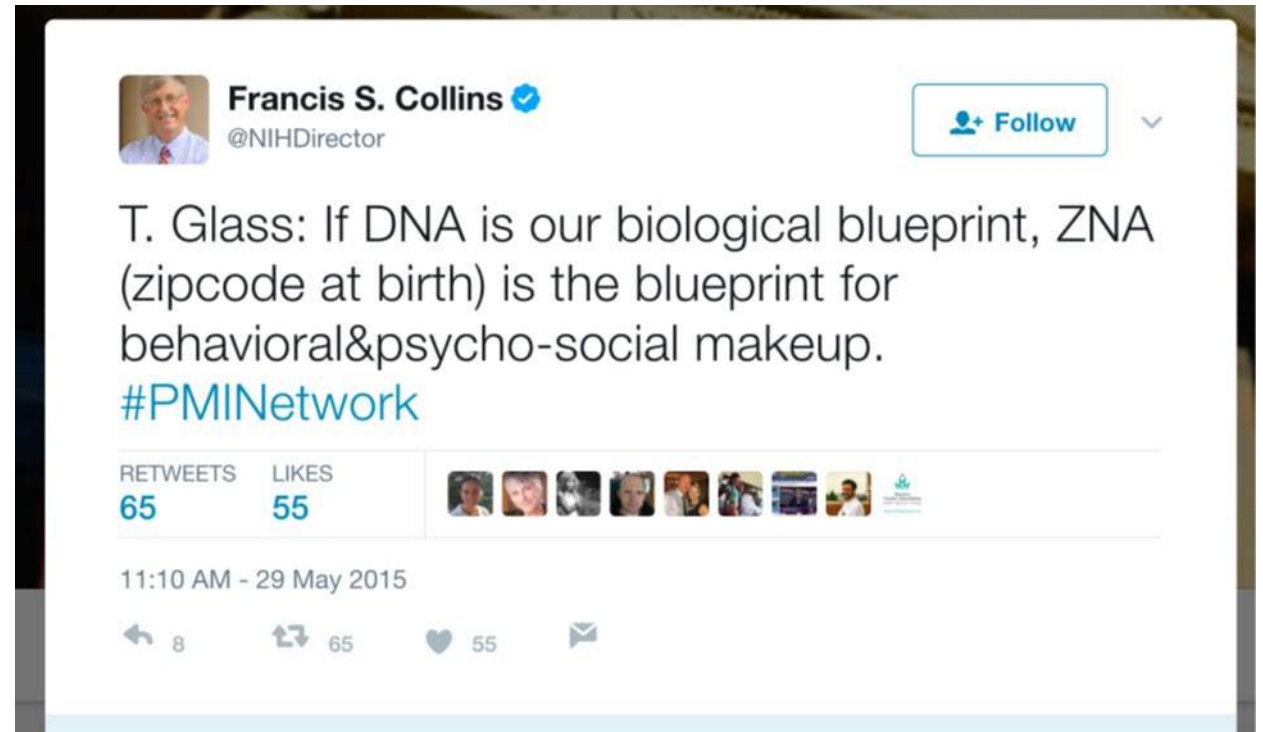 Francis S. Collins
@NIHDirector
Follow
T. Glass: If DNA is our biological blueprint, ZNA
(zipcode at birth) is the blueprint for
behavioral&psycho-social makeup.
#PMINetwork
RETWEETS LIKES
65 55
11:10 AM - 29 May 2015
8 65 55